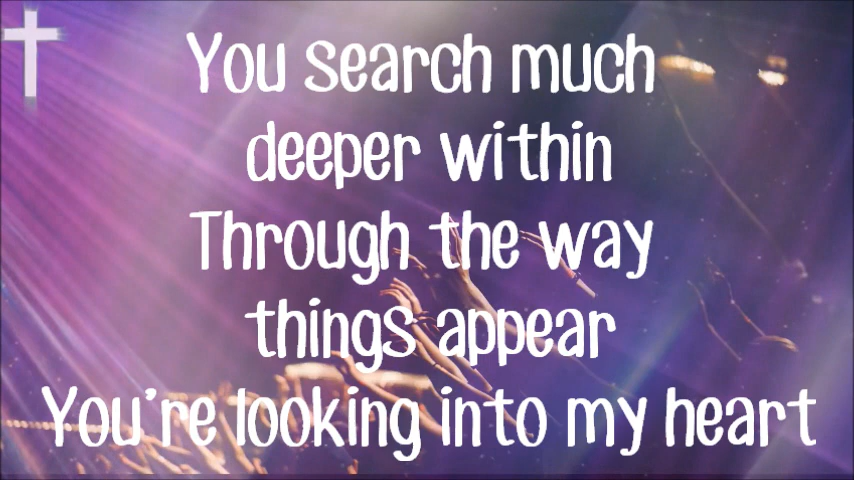 You search much
deeper within
Through the way
things appear
You're looking into my heart